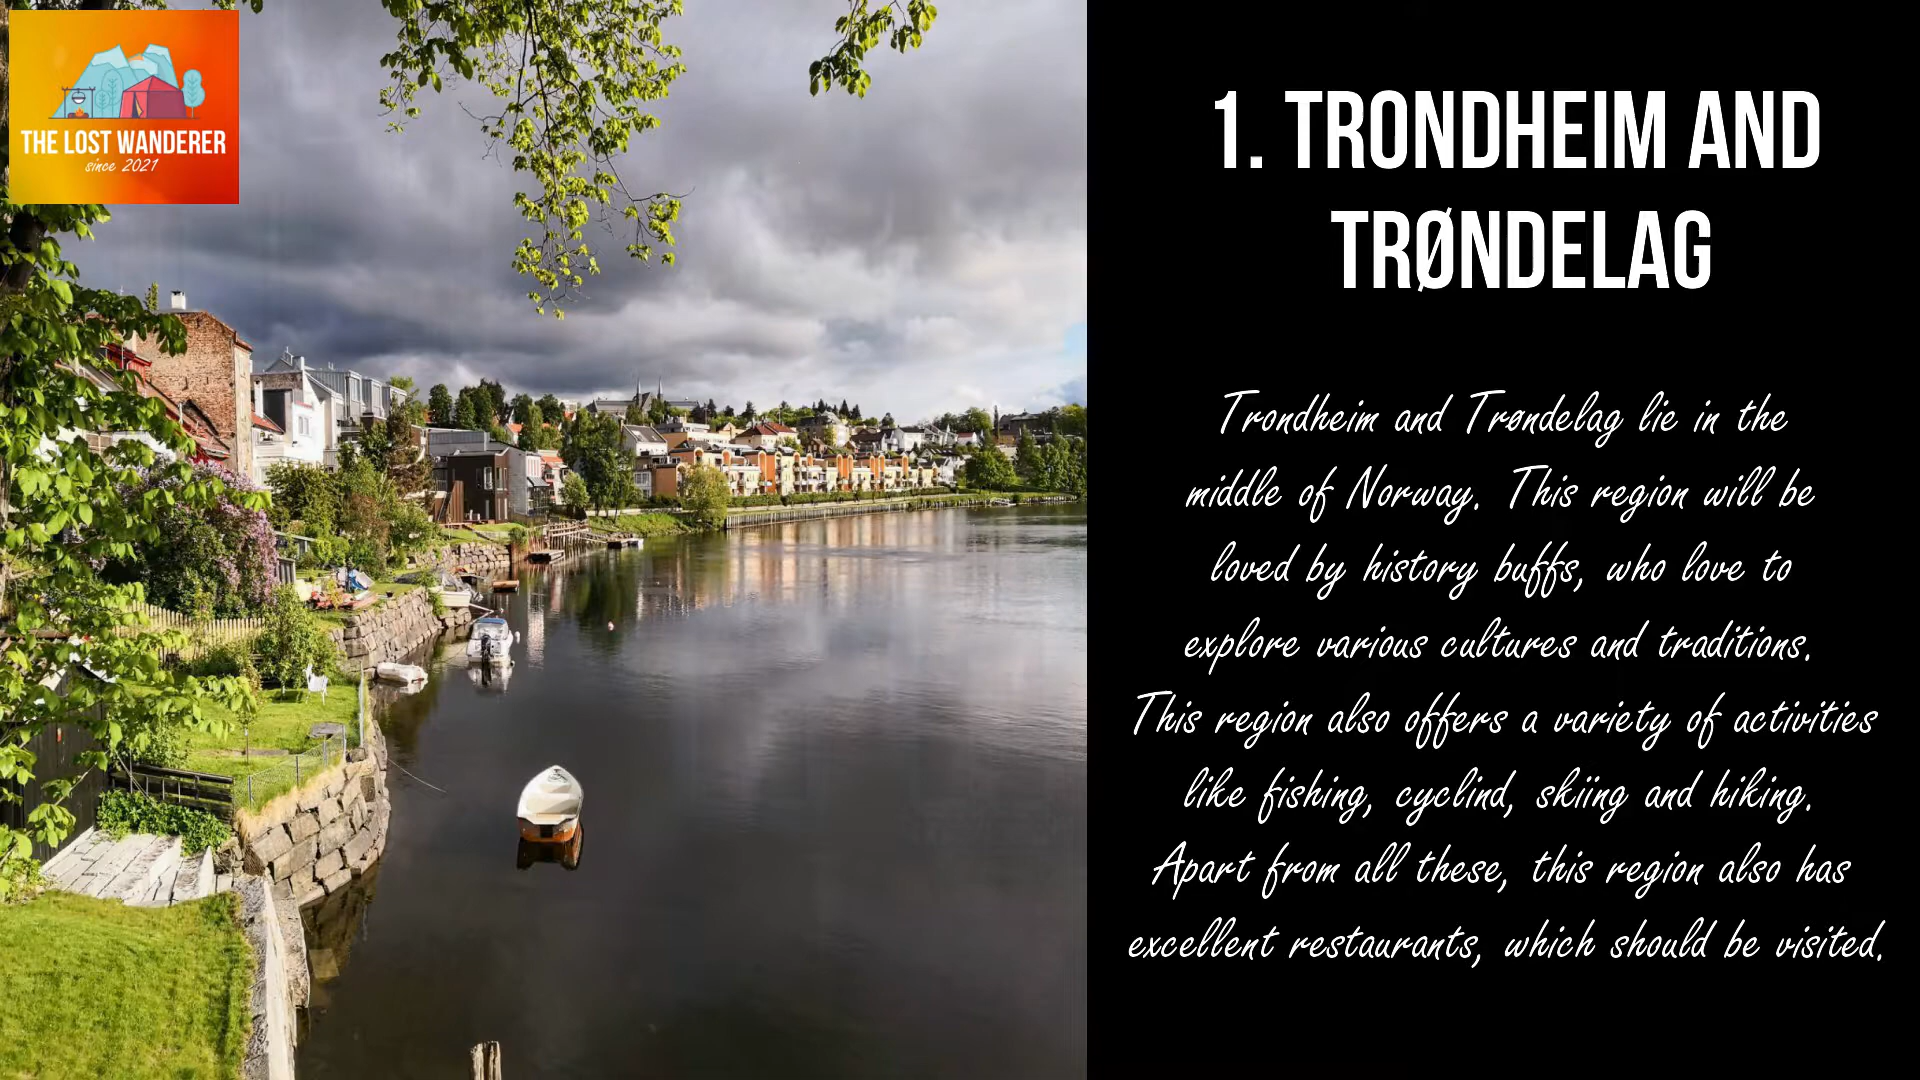 THE LOST WANDERER
since 2021
1. TRONDHEIM AND
TRØNDELAG
Trondheim and Trøndelag lie in the
middle of Norway. This region will be
loved by history buffs, who love to
explore various cultures and traditions.
This region also offers a variety of activities
like fishing, cyclind, skiing and hiking.
Apart from all these, this region also has
excellent restaurants, which should be visited.